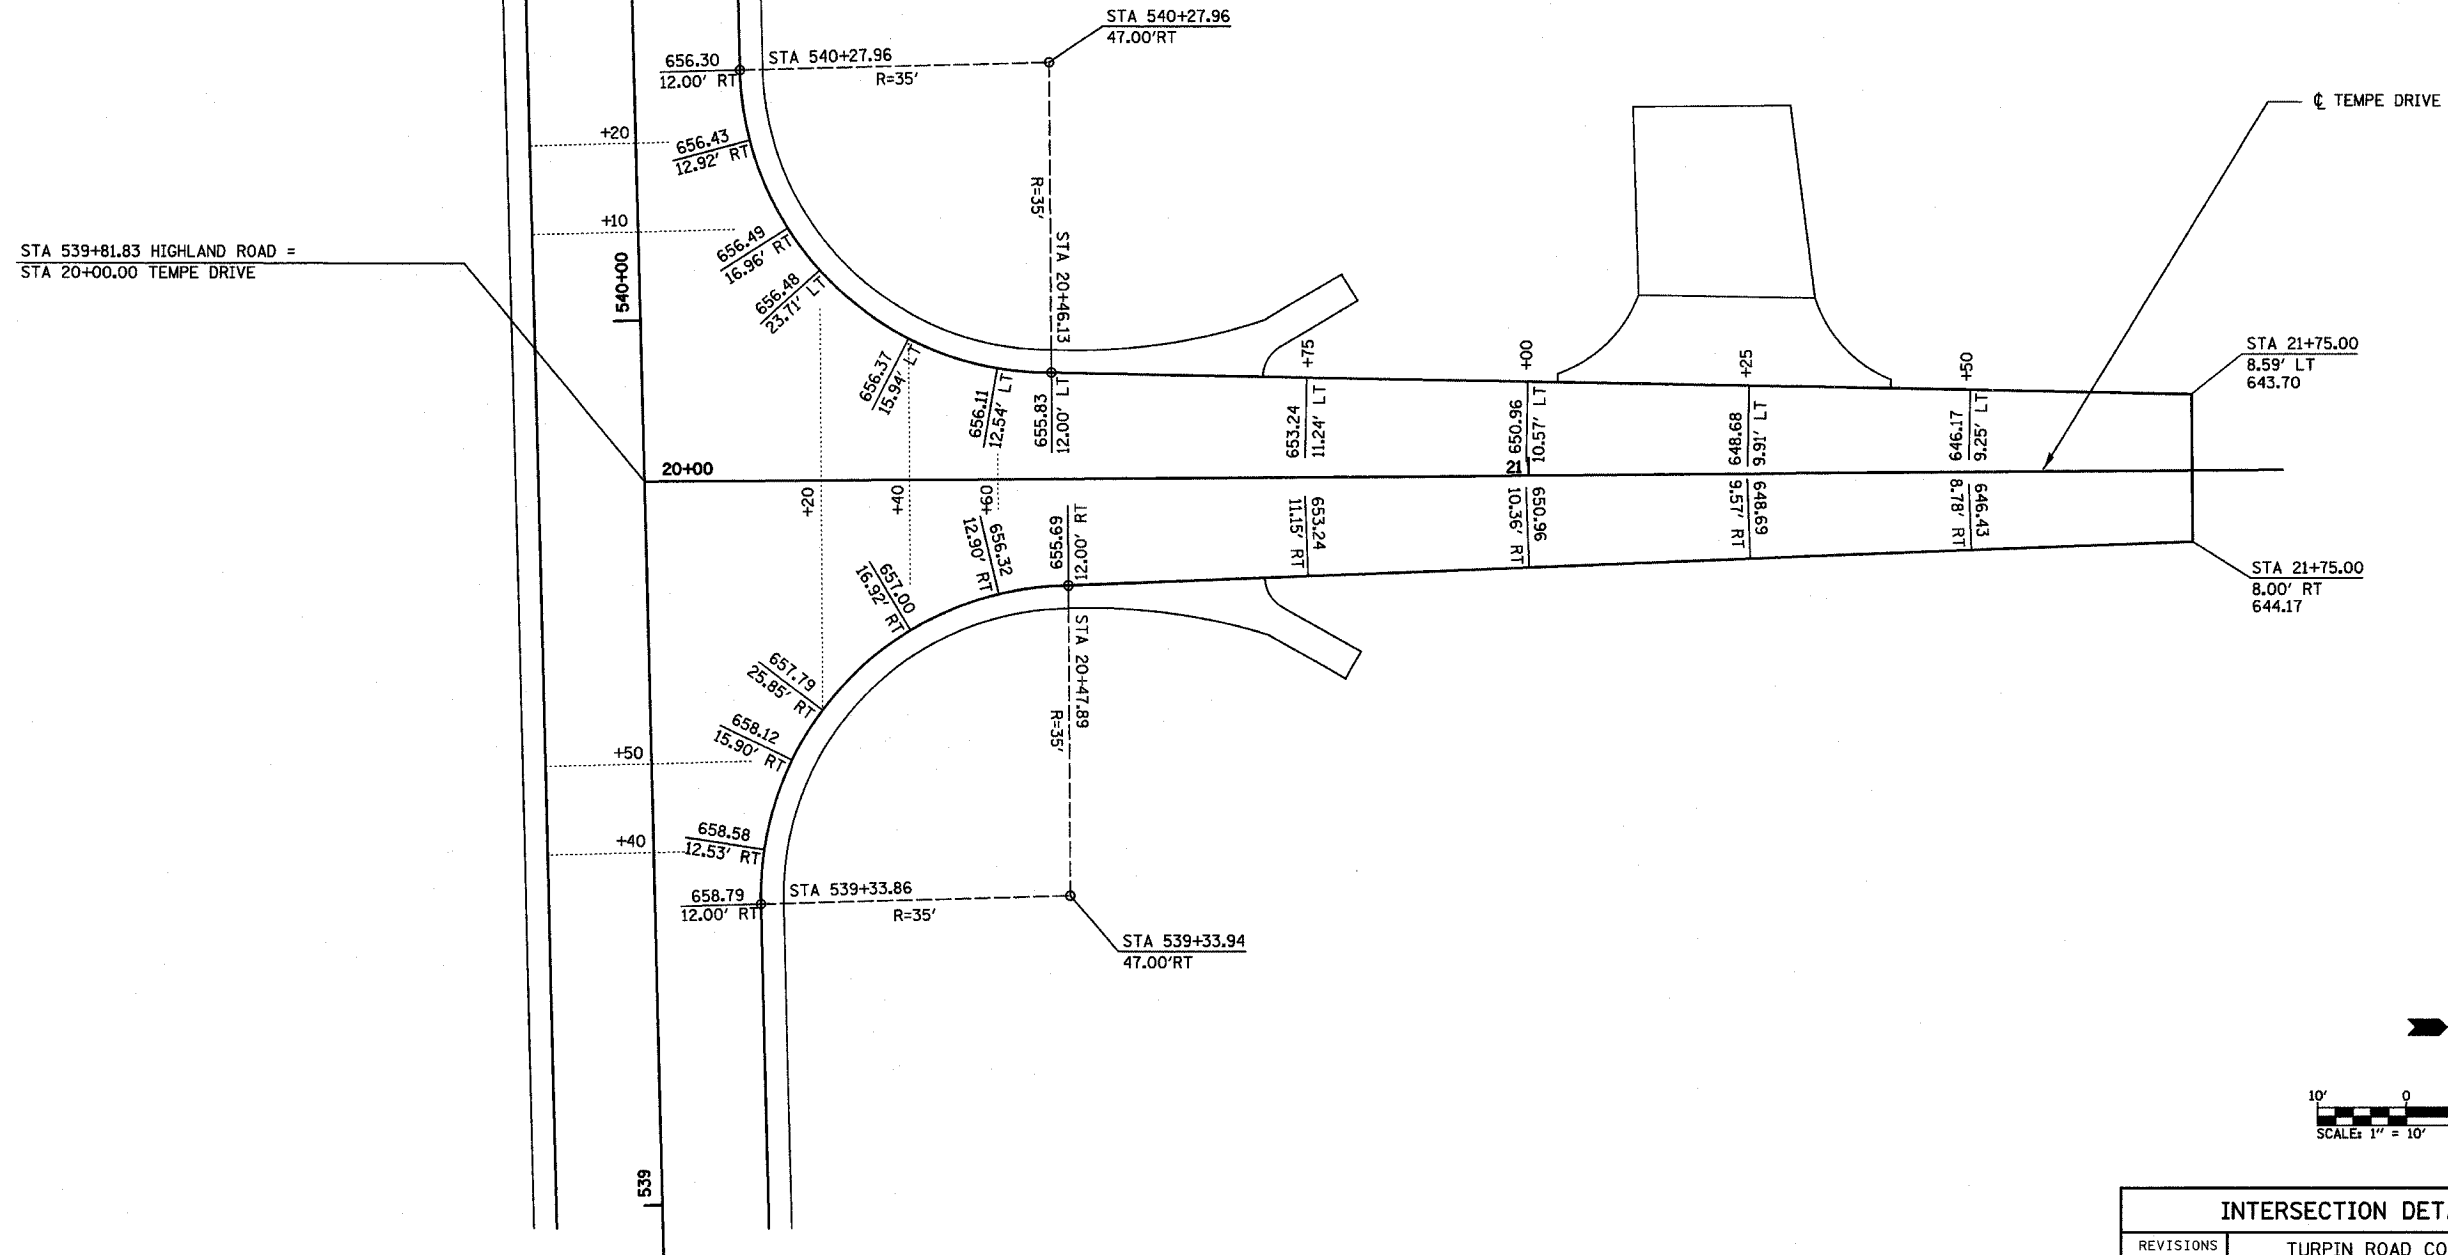 STA 540+27.96
47.00'RT
656.30
12.00' RT
STA 540+27.96
R=35'
℄ TEMPE DRIVE
+20
656.43
12.92' RT
R=35'
STA 20+46.13
+10
656.49
16.96' RT
STA 539+81.83 HIGHLAND ROAD =
STA 20+00.00 TEMPE DRIVE
540+00
656.48
23.71' LT
656.37
15.94' LT
656.11
12.54' LT
655.83
12.00' LT
+75
653.24
11.24' LT
+00
650.96
10.57' LT
+25
648.68
9.91' LT
+50
646.17
9.25' LT
STA 21+75.00
8.59' LT
643.70
20+00
21
+20
+40
+60
656.32
12.90' RT
655.69
12.00' RT
653.24
11.15' RT
650.96
10.36' RT
648.69
9.57' RT
646.43
8.78' RT
STA 21+75.00
8.00' RT
644.17
657.00
16.92' RT
STA 20+47.89
R=35'
657.79
25.85' RT
658.12
15.90' RT
+50
658.58
12.53' RT
+40
658.79
12.00' RT
STA 539+33.86
R=35'
STA 539+33.94
47.00'RT
539
10'
0
SCALE: 1" = 10'
INTERSECTION DET
REVISIONS
TURPIN ROAD CO